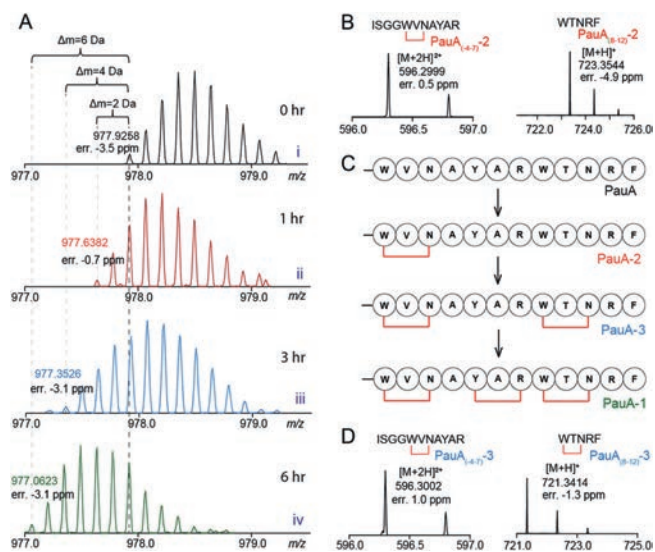 A
Δm=6 Da
Δm=4 Da
Δm=2 Da
977.9258
err. -3.5 ppm
0 hr
i
977.0 978.0 979.0 m/z
1 hr
977.6382
err. -0.7 ppm
ii
977.0 978.0 979.0 m/z
3 hr
977.3526
err. -3.1 ppm
iii
977.0 978.0 979.0 m/z
6 hr
977.0623
err. -3.1 ppm
iv
977.0 978.0 979.0 m/z
B
ISGGWVNAYAR
PauA(-4-7)-2
[M+2H]2+
596.2999
err. 0.5 ppm
596.0 596.5 597.0
WTNRF
PauA(8-12)-2
[M+H]+
723.3544
err. -4.9 ppm
722.0 724.0 726.0
C
W V N A Y A R W T N R F
PauA
W V N A Y A R W T N R F
PauA-2
W V N A Y A R W T N R F
PauA-3
W V N A Y A R W T N R F
PauA-1
D
ISGGWVNAYAR
PauA(-4-7)-3
[M+2H]2+
596.3002
err. 1.0 ppm
596.0 596.5 597.0
WTNRF
PauA(8-12)-3
[M+H]+
721.3414
err. -1.3 ppm
721.0 723.0 725.0